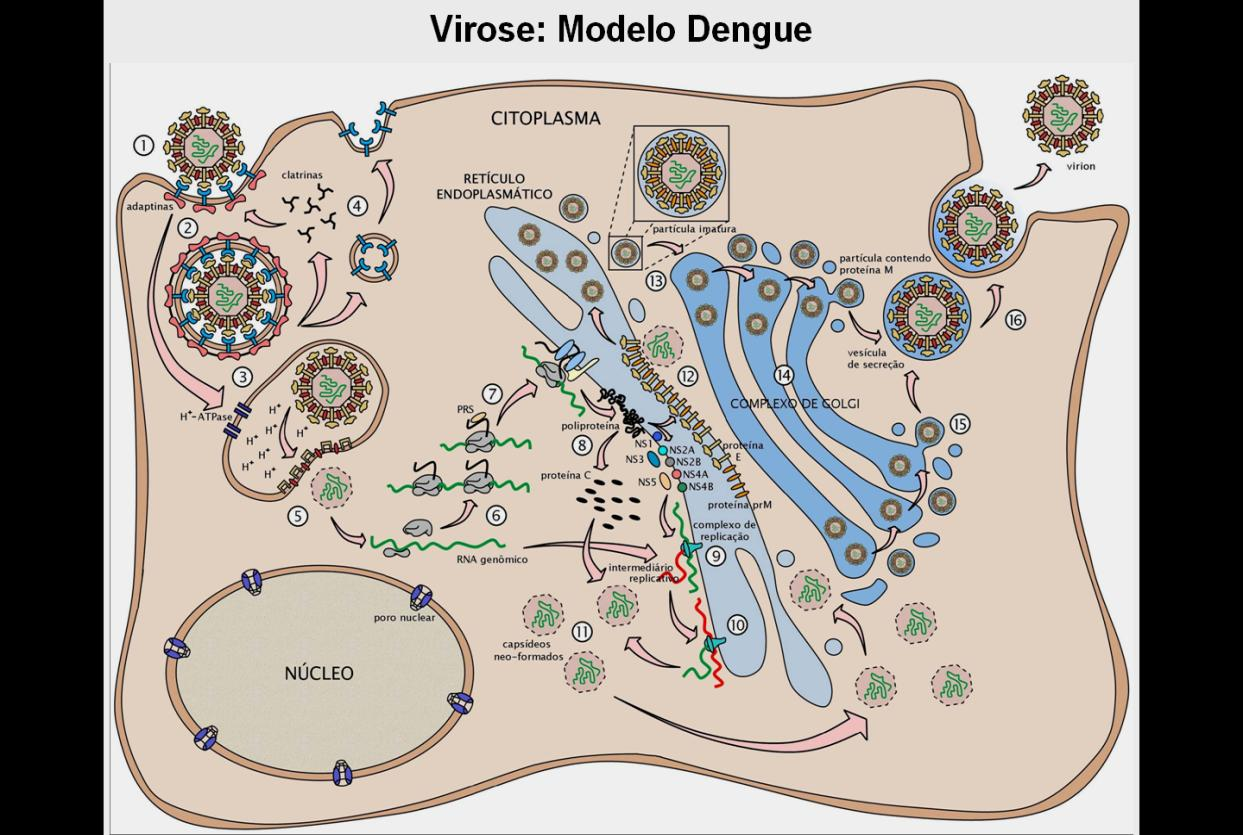 Virose: Modelo Dengue
CITOPLASMA
1
adaptinas
2
clatrinas
4
3
H⁺-ATPase
H⁺
H⁺
H⁺
H⁺
H⁺
H⁺
H⁺
5
RETÍCULO
ENDOPLASMÁTICO
partícula imatura
13
12
7
PRS
6
RNA genômico
poliproteína
8
proteína C
NS1
NS2A
NS3
NS2B
NS4A
NS5
NS4B
proteína
E
proteína prM
complexo de
replicação
9
intermediário
replicativo
10
11
capsídeos
neo-formados
14
COMPLEXO DE GOLGI
partícula contendo
proteína M
vesícula
de secreção
15
16
virion
poro nuclear
NÚCLEO